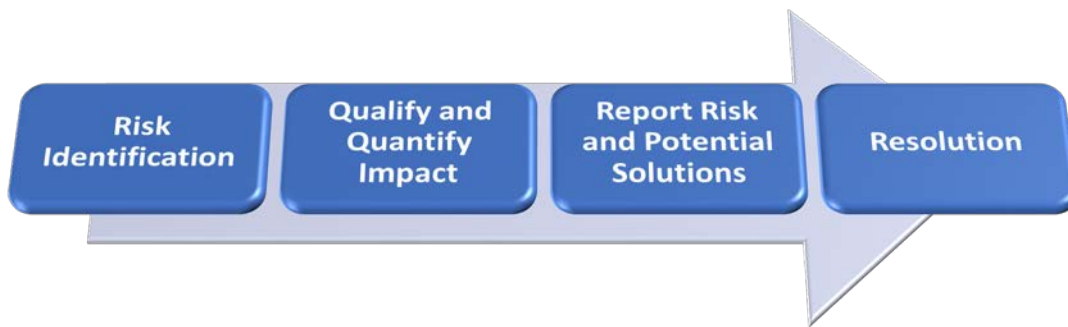 Risk
Identification
Qualify and
Quantify
Impact
Report Risk
and Potential
Solutions
Resolution